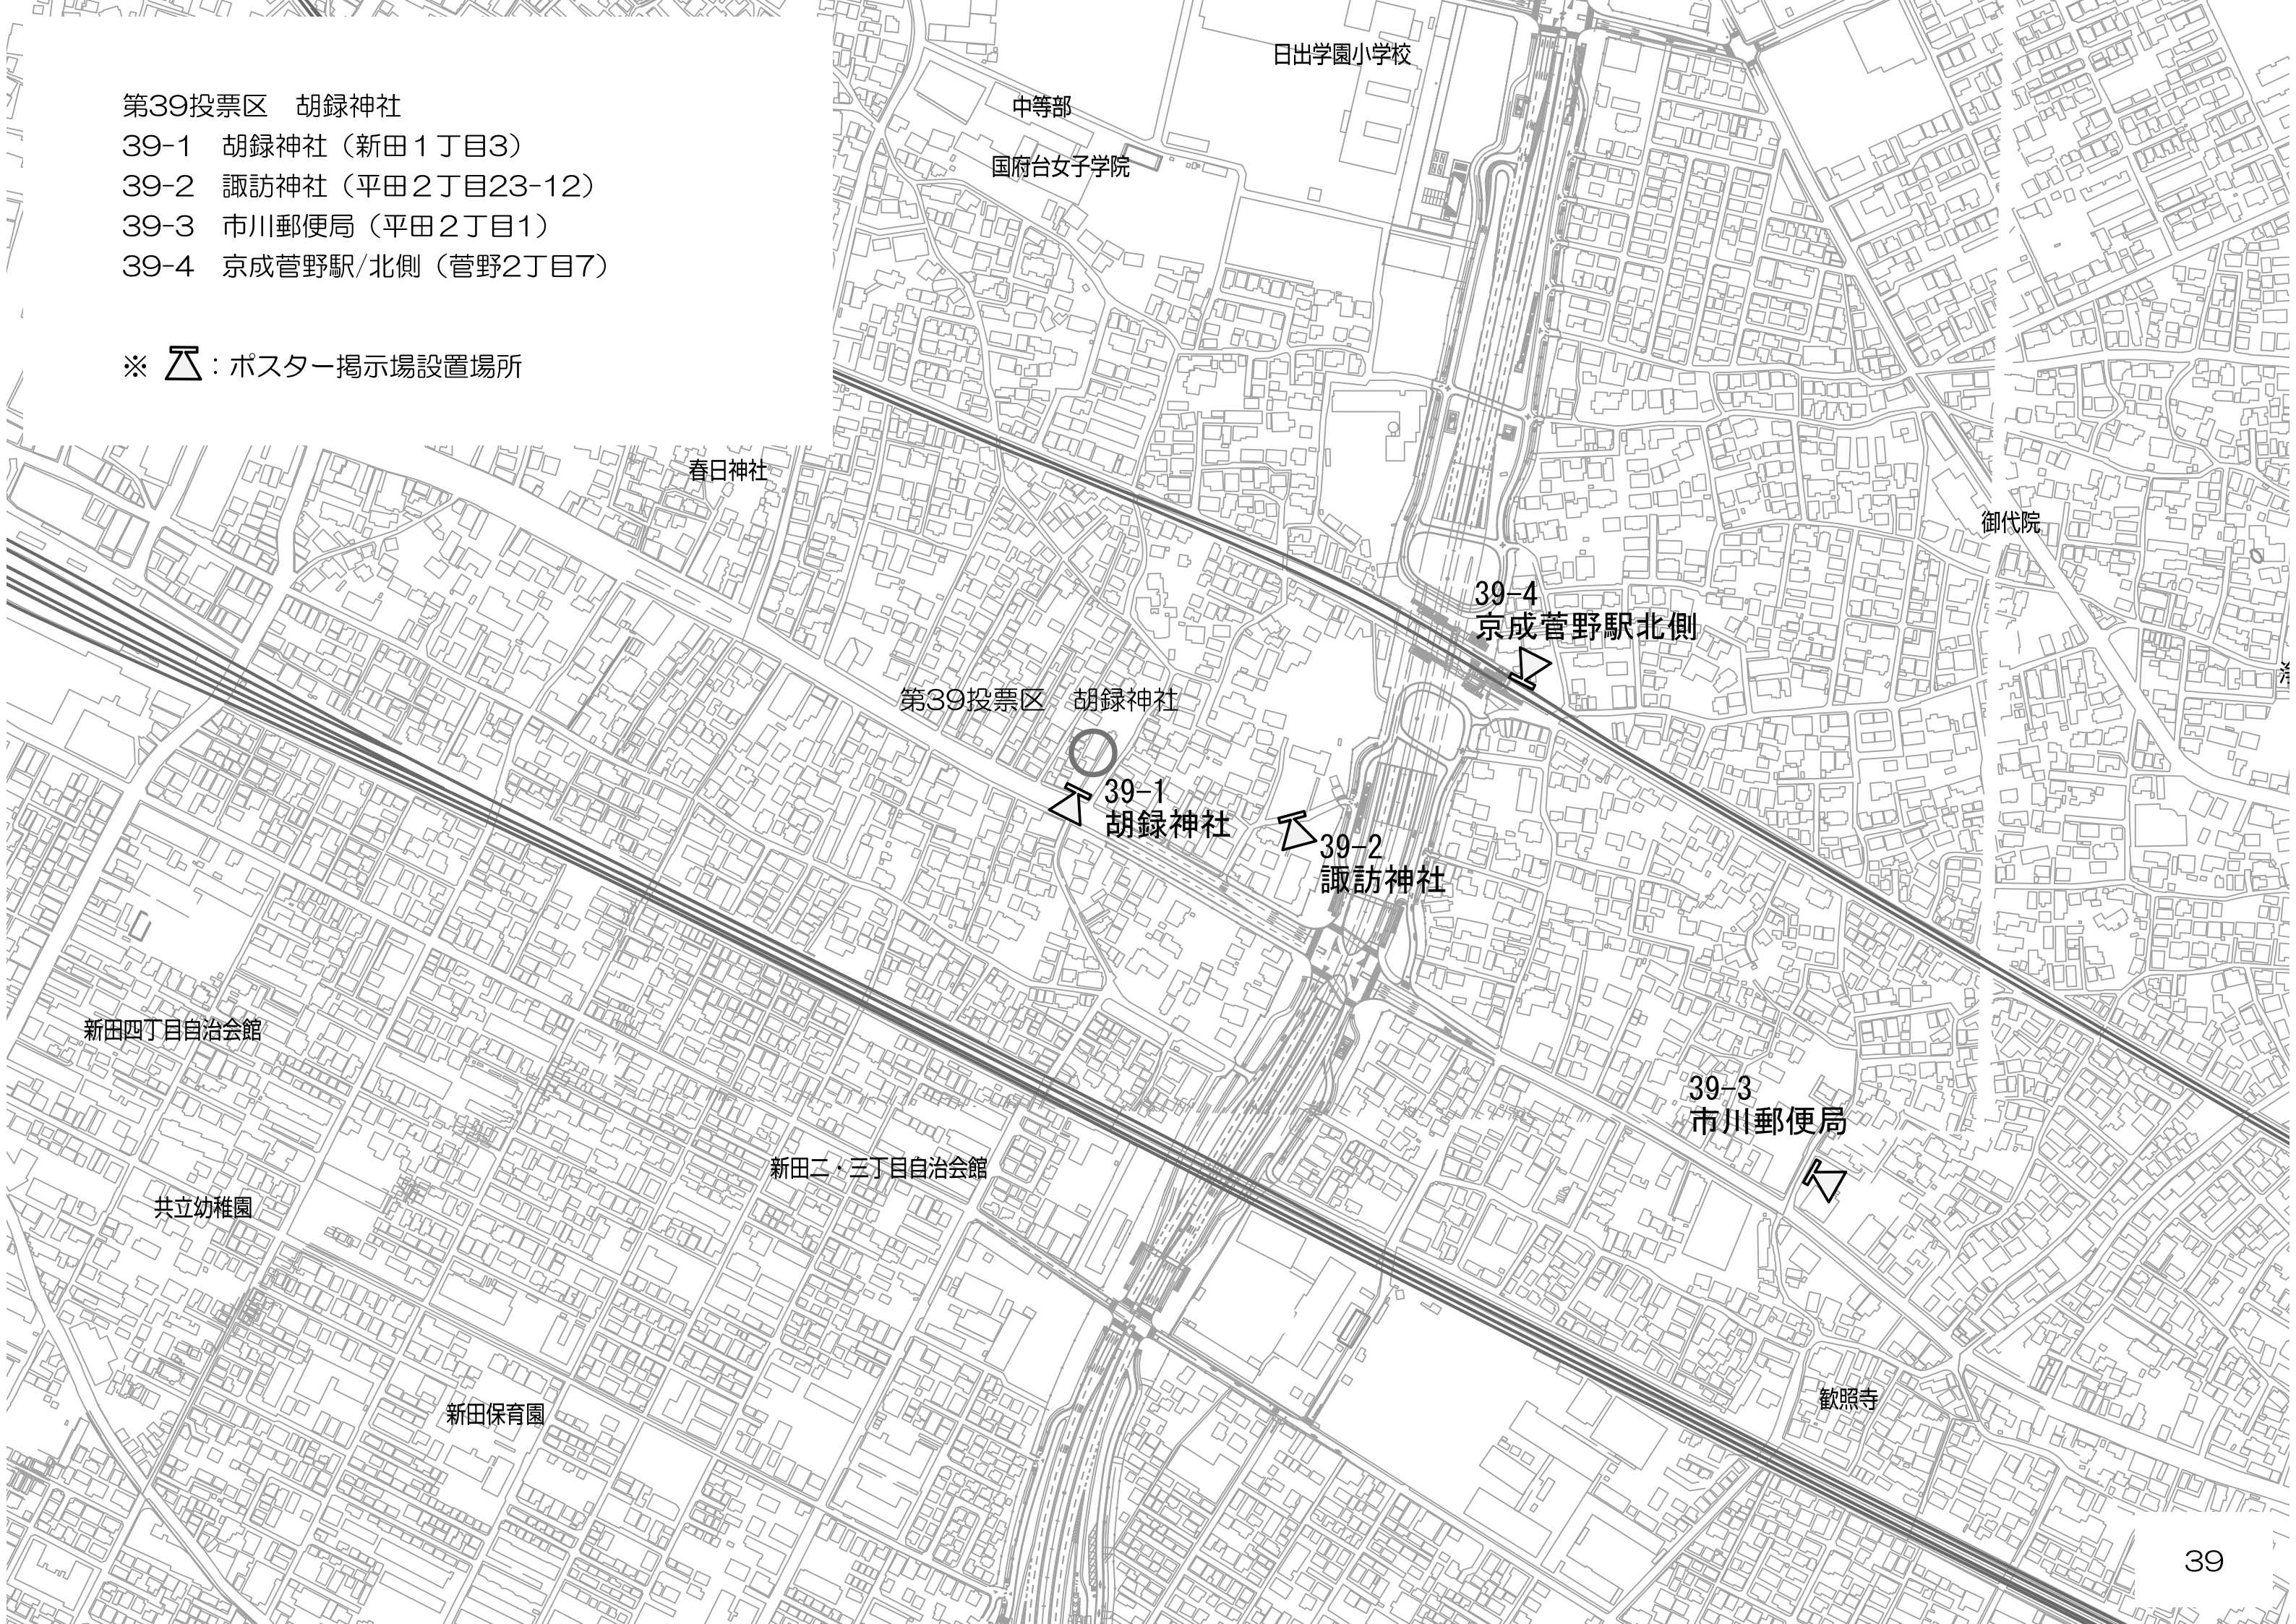 第39投票区　胡録神社
39-1　胡録神社（新田１丁目3）
39-2　諏訪神社（平田２丁目23-12）
39-3　市川郵便局（平田２丁目1）
39-4　京成菅野駅/北側（菅野2丁目7）
※　：ポスター掲示場設置場所
日出学園小学校
中等部
国府台女子学院
春日神社
御代院
39-4
京成菅野駅北側
第39投票区　胡録神社
39-1
胡録神社
39-2
諏訪神社
新田四丁目自治会館
39-3
市川郵便局
新田二・三丁目自治会館
共立幼稚園
歓照寺
新田保育園
39